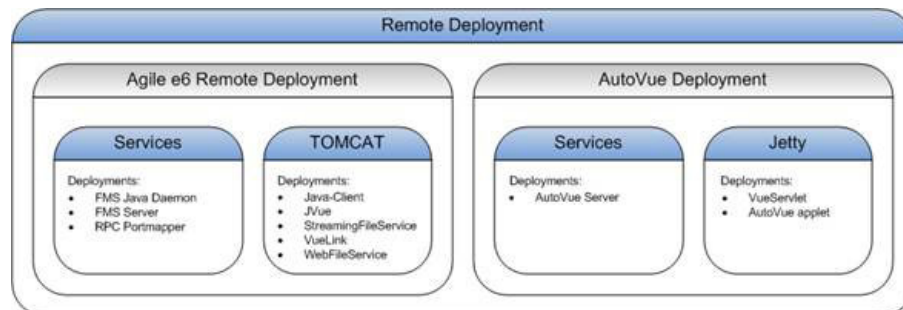 Remote Deployment
Agile e6 Remote Deployment
Services
Deployments:
• FMS Java Daemon
• FMS Server
• RPC Portmapper
TOMCAT
Deployments:
• Java-Client
• JVue
• StreamingFileService
• VueLink
• WebFileService
AutoVue Deployment
Services
Deployments:
• AutoVue Server
Jetty
Deployments:
• VueServlet
• AutoVue applet